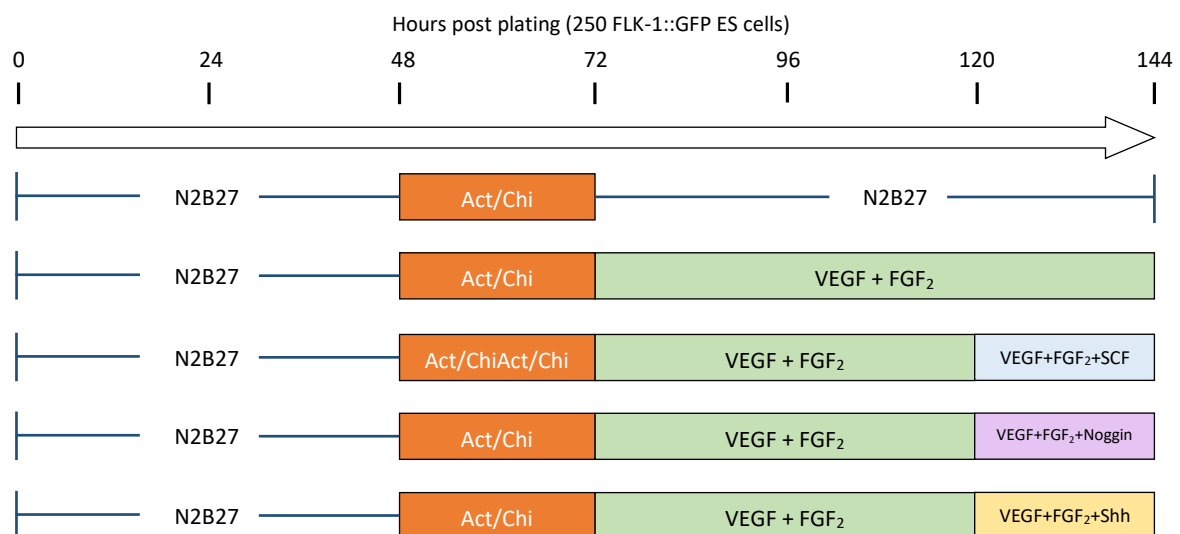 Hours post plating (250 FLK-1::GFP ES cells)
0 24 48 72 96 120 144
N2B27 Act/Chi N2B27
N2B27 Act/Chi VEGF + FGF₂
N2B27 Act/ChiAct/Chi VEGF + FGF₂ VEGF+FGF₂+SCF
N2B27 Act/Chi VEGF + FGF₂ VEGF+FGF₂+Noggin
N2B27 Act/Chi VEGF + FGF₂ VEGF+FGF₂+Shh